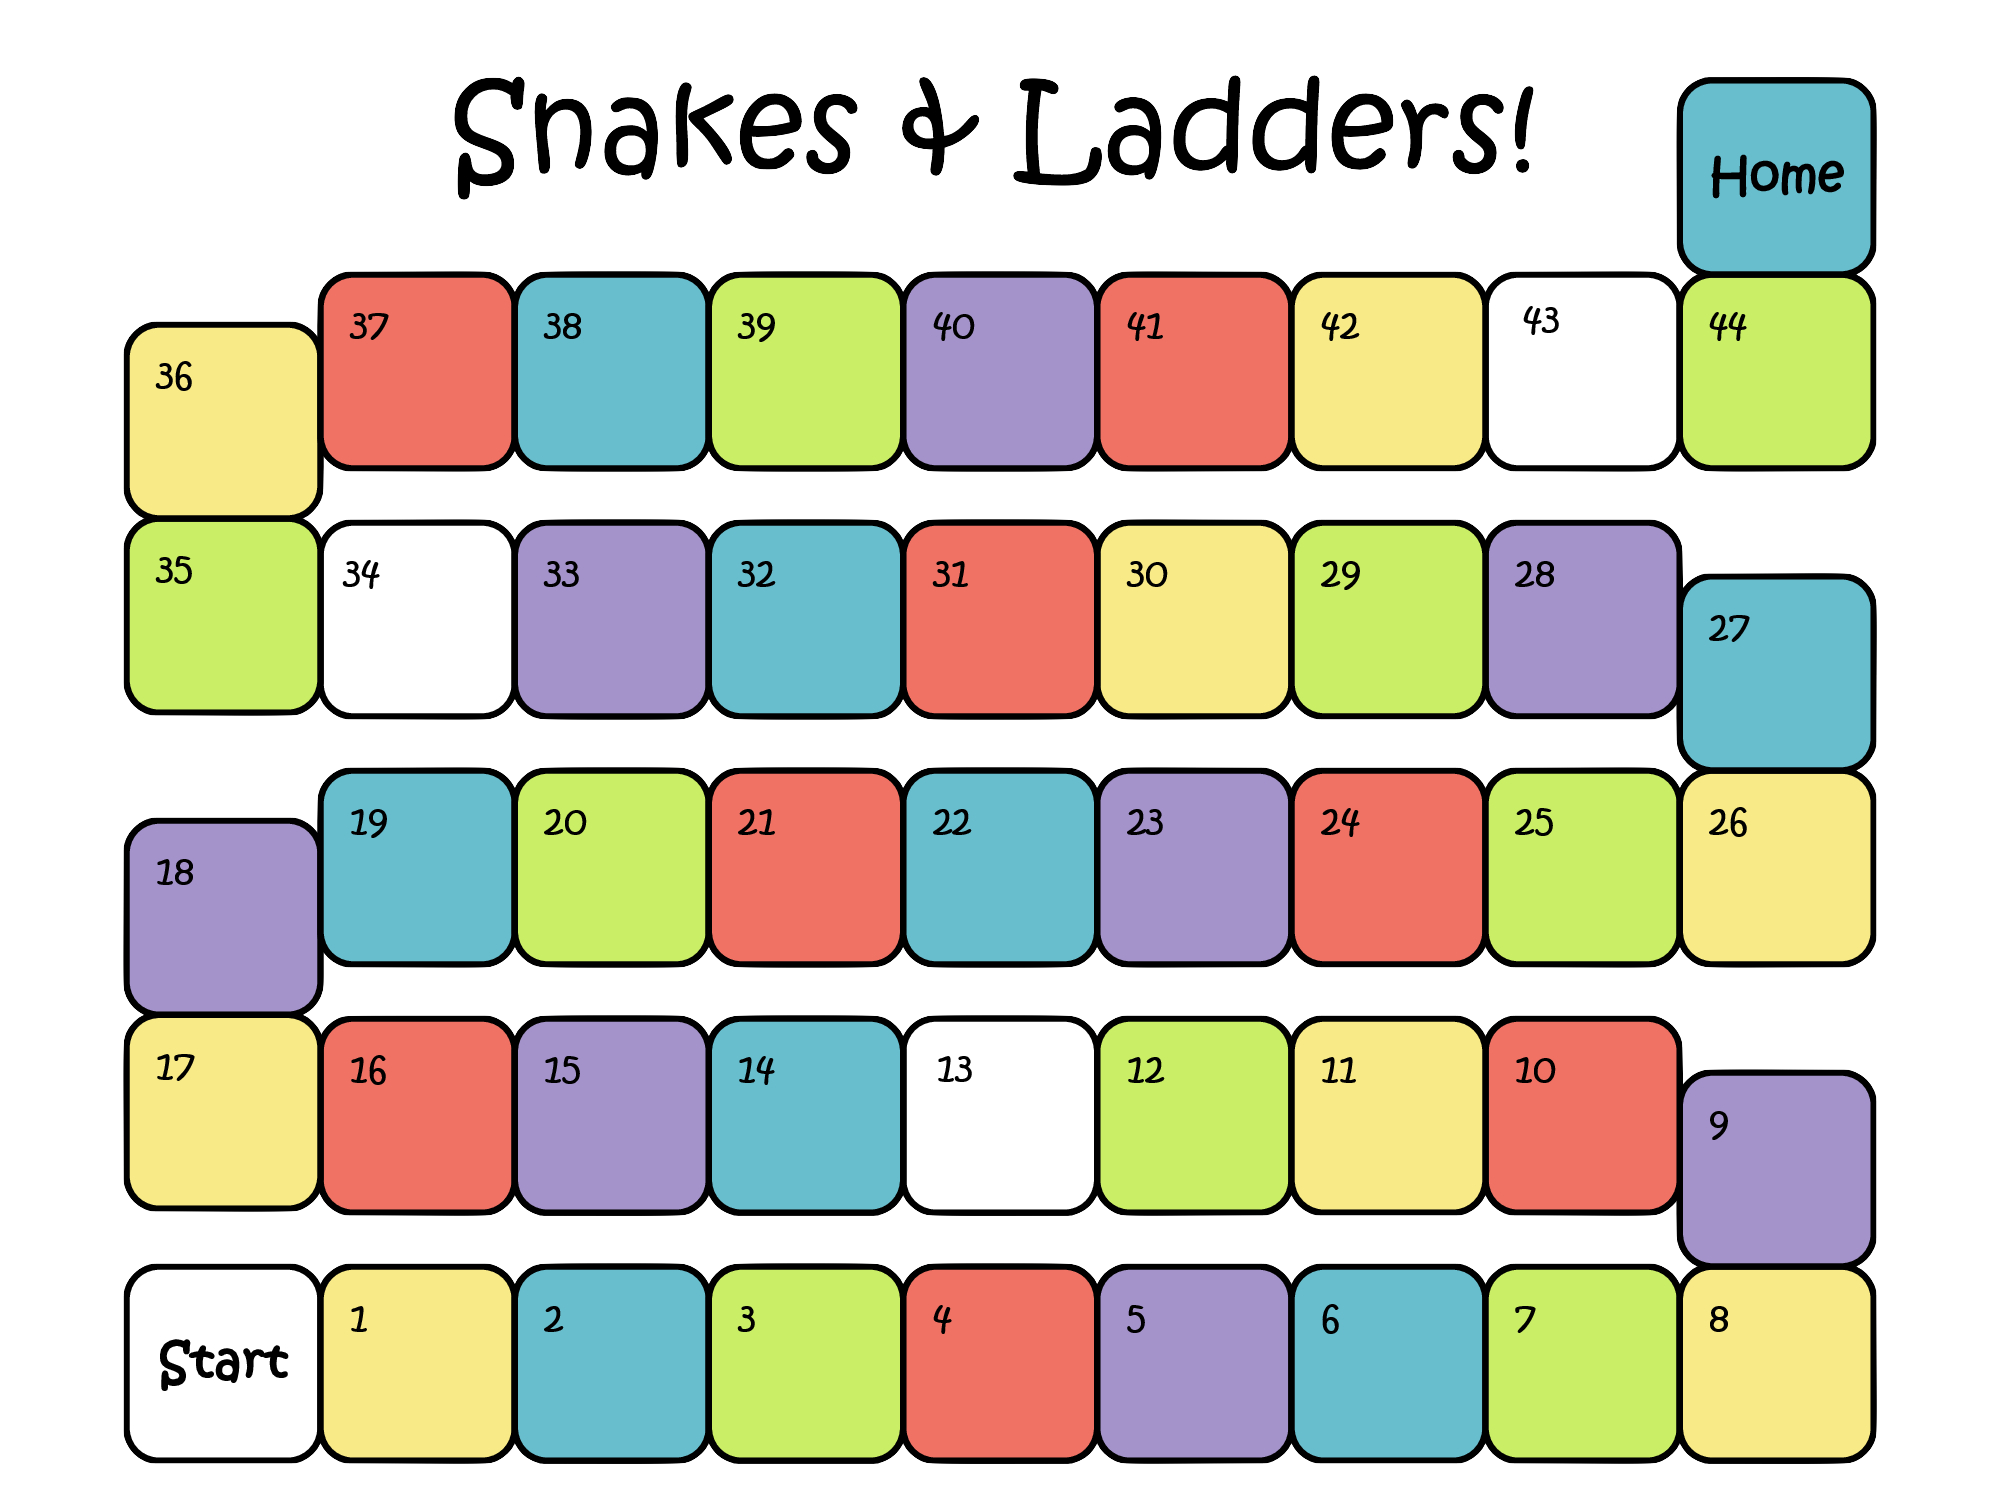 Snakes & Ladders!
Home
37 38 39 40 41 42 43 44
36
35 34 33 32 31 30 29 28
27
19 20 21 22 23 24 25 26
18
17 16 15 14 13 12 11 10
9
Start 1 2 3 4 5 6 7 8